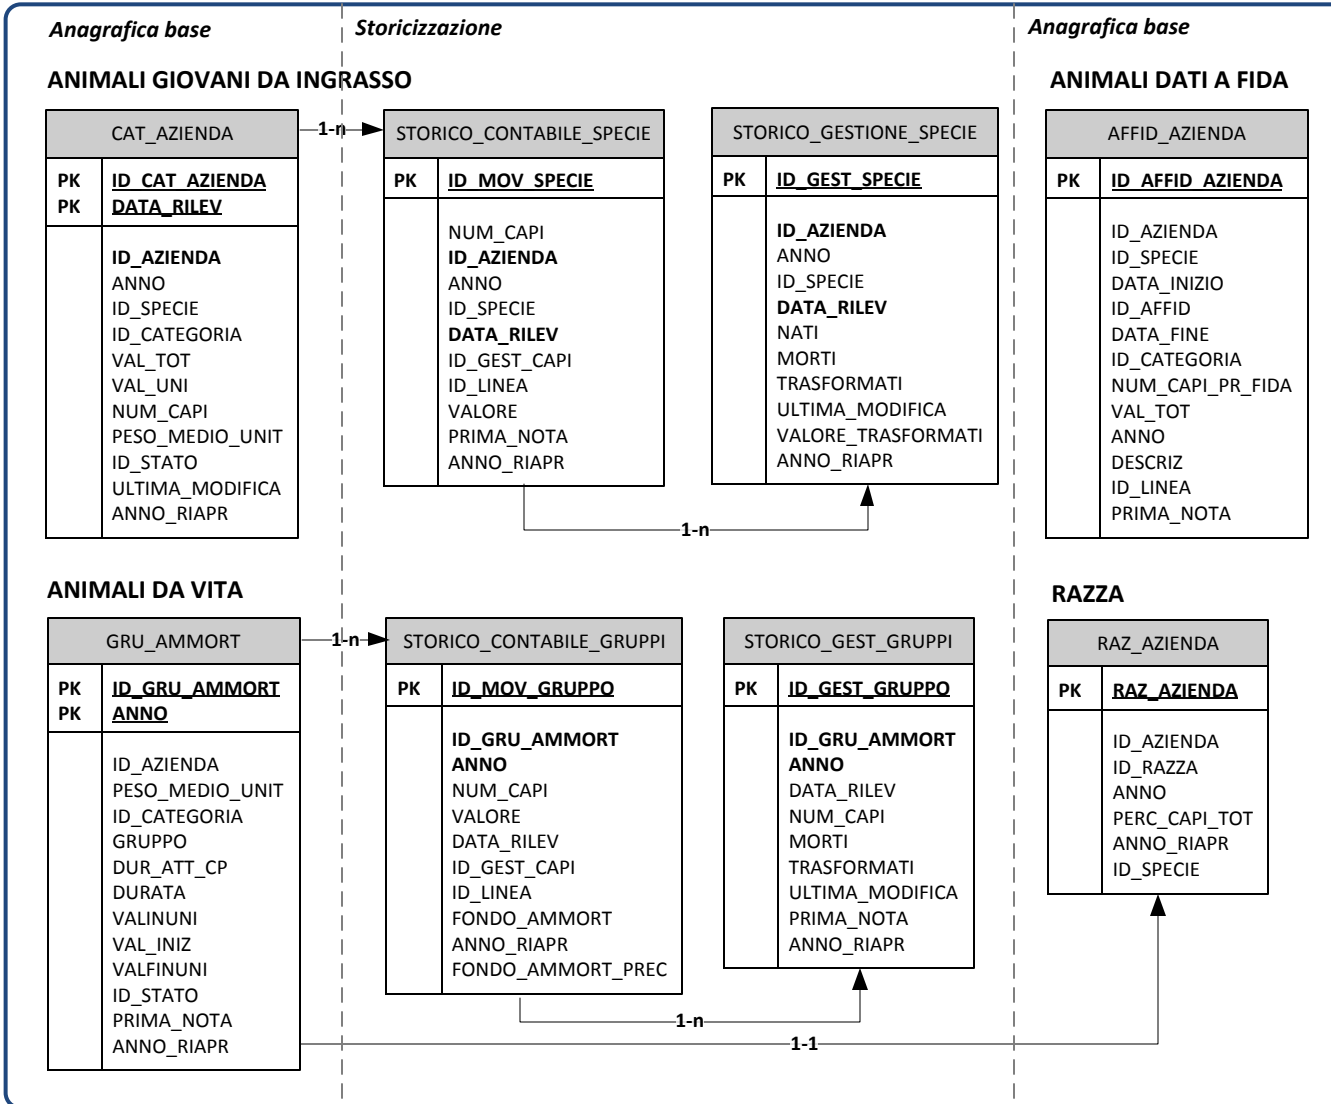 Anagrafica base
Storicizzazione
Anagrafica base
ANIMALI GIOVANI DA INGRASSO
ANIMALI DATI A FIDA
CAT_AZIENDA
PK ID_CAT_AZIENDA
PK DATA_RILEV
ID_AZIENDA
ANNO
ID_SPECIE
ID_CATEGORIA
VAL_TOT
VAL_UNI
NUM_CAPI
PESO_MEDIO_UNIT
ID_STATO
ULTIMA_MODIFICA
ANNO_RIAPR
1-n
STORICO_CONTABILE_SPECIE
PK ID_MOV_SPECIE
NUM_CAPI
ID_AZIENDA
ANNO
ID_SPECIE
DATA_RILEV
ID_GEST_CAPI
ID_LINEA
VALORE
PRIMA_NOTA
ANNO_RIAPR
1-n
STORICO_GESTIONE_SPECIE
PK ID_GEST_SPECIE
ID_AZIENDA
ANNO
ID_SPECIE
DATA_RILEV
NATI
MORTI
TRASFORMATI
ULTIMA_MODIFICA
VALORE_TRASFORMATI
ANNO_RIAPR
AFFID_AZIENDA
PK ID_AFFID_AZIENDA
ID_AZIENDA
ID_SPECIE
DATA_INIZIO
ID_AFFID
DATA_FINE
ID_CATEGORIA
NUM_CAPI_PR_FIDA
VAL_TOT
ANNO
DESCRIZ
ID_LINEA
PRIMA_NOTA
ANIMALI DA VITA
RAZZA
GRU_AMMORT
PK ID_GRU_AMMORT
PK ANNO
ID_AZIENDA
PESO_MEDIO_UNIT
ID_CATEGORIA
GRUPPO
DUR_ATT_CP
DURATA
VALINUNI
VAL_INIZ
VALFINUNI
ID_STATO
PRIMA_NOTA
ANNO_RIAPR
1-n
STORICO_CONTABILE_GRUPPI
PK ID_MOV_GRUPPO
ID_GRU_AMMORT
ANNO
NUM_CAPI
VALORE
DATA_RILEV
ID_GEST_CAPI
ID_LINEA
FONDO_AMMORT
ANNO_RIAPR
FONDO_AMMORT_PREC
1-n
STORICO_GEST_GRUPPI
PK ID_GEST_GRUPPO
ID_GRU_AMMORT
ANNO
DATA_RILEV
NUM_CAPI
MORTI
TRASFORMATI
ULTIMA_MODIFICA
PRIMA_NOTA
ANNO_RIAPR
RAZ_AZIENDA
PK RAZ_AZIENDA
ID_AZIENDA
ID_RAZZA
ANNO
PERC_CAPI_TOT
ANNO_RIAPR
ID_SPECIE
1-1